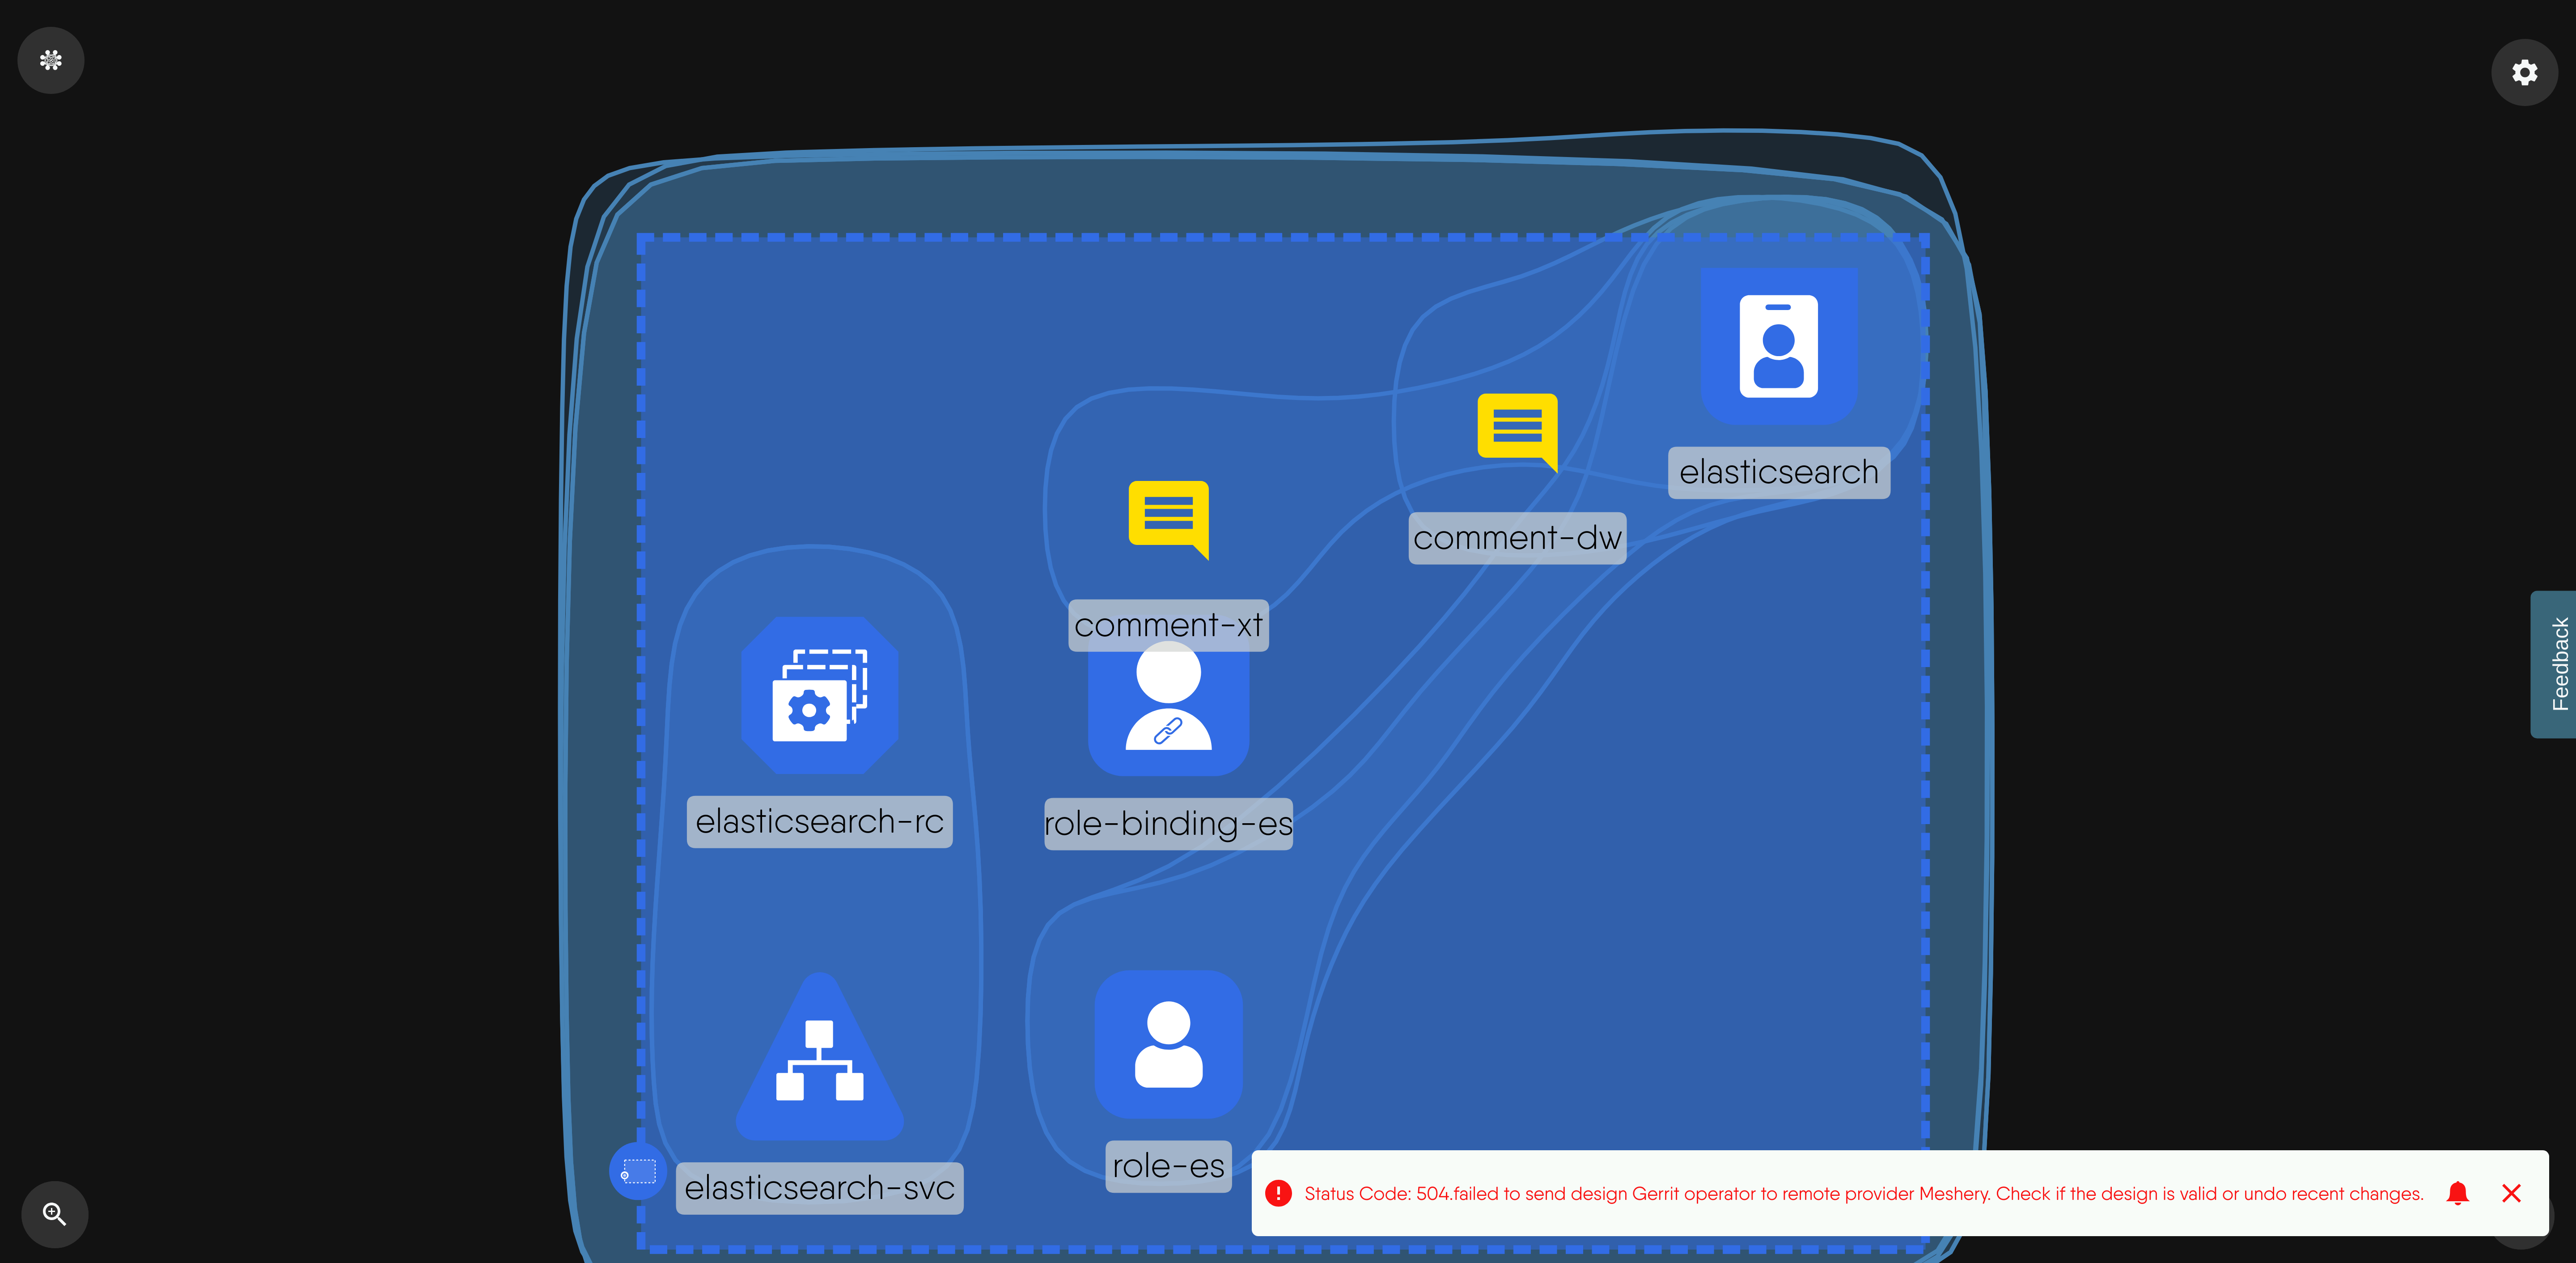 elasticsearch
comment-dw
comment-xt
elasticsearch-rc
role-binding-es
role-es
elasticsearch-svc
Status Code: 504.failed to send design Gerrit operator to remote provider Meshery. Check if the design is valid or undo recent changes.
Feedback